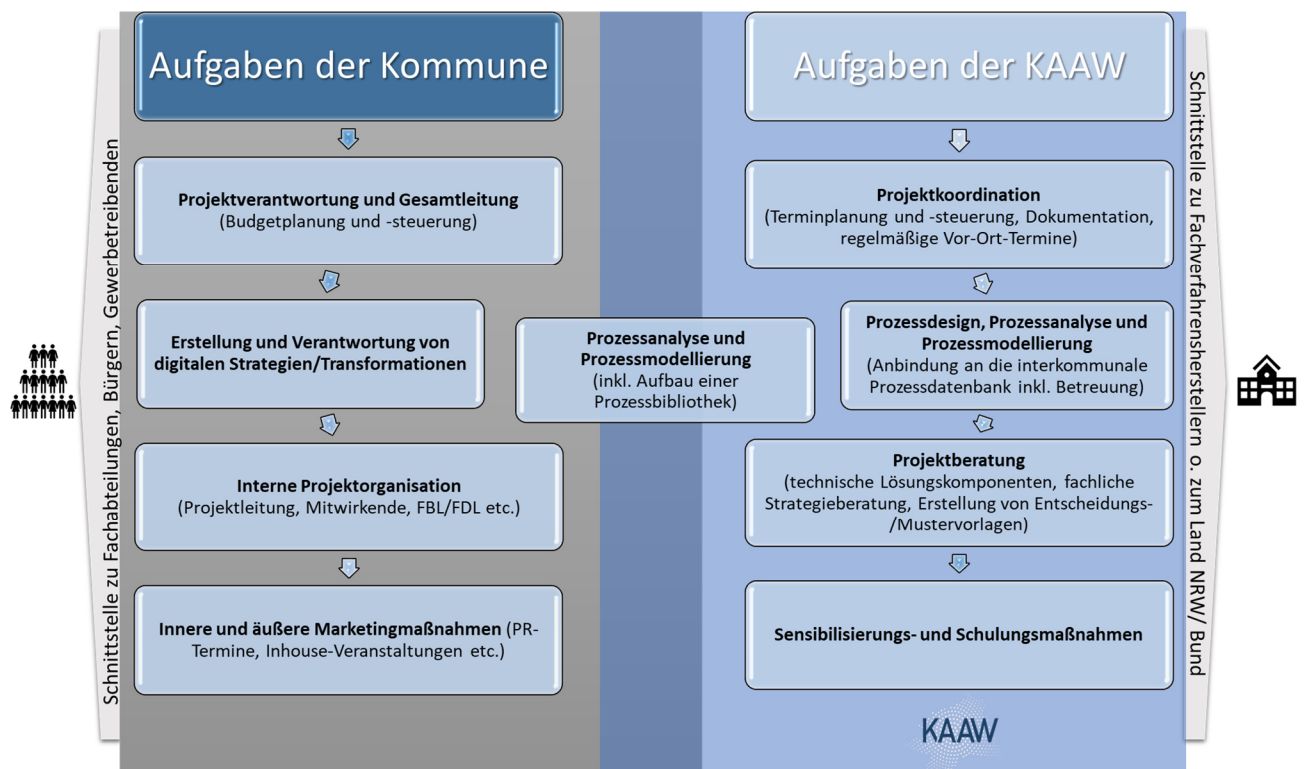 Schnittstelle zu Fachabteilungen, Bürgern, Gewerbetreibenden
Aufgaben der Kommune
Projektverantwortung und Gesamtleitung
(Budgetplanung und -steuerung)
Erstellung und Verantwortung von
digitalen Strategien/Transformationen
Interne Projektorganisation
(Projektleitung, Mitwirkende, FBL/FDL etc.)
Innere und äußere Marketingmaßnahmen (PR-
Termine, Inhouse-Veranstaltungen etc.)
Prozessanalyse und
Prozessmodellierung
(inkl. Aufbau einer
Prozessbibliothek)
Aufgaben der KAAW
Projektkoordination
(Terminplanung und -steuerung, Dokumentation,
regelmäßige Vor-Ort-Termine)
Prozessdesign, Prozessanalyse und
Prozessmodellierung
(Anbindung an die interkommunale
Prozessdatenbank inkl. Betreuung)
Projektberatung
(technische Lösungskomponenten, fachliche
Strategieberatung, Erstellung von Entscheidungs-
/Mustervorlagen)
Sensibilisierungs- und Schulungsmaßnahmen
KAAW
Schnittstelle zu Fachverfahrensherstellern o. zum Land NRW/ Bund